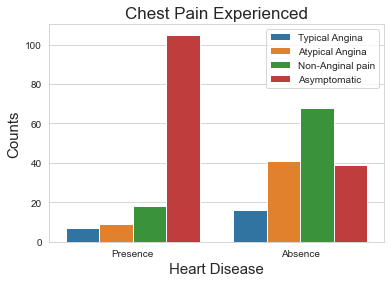 Chest Pain Experienced
Typical Angina
Atypical Angina
Non-Anginal pain
Asymptomatic
Counts
100
80
60
40
20
0
Presence
Absence
Heart Disease